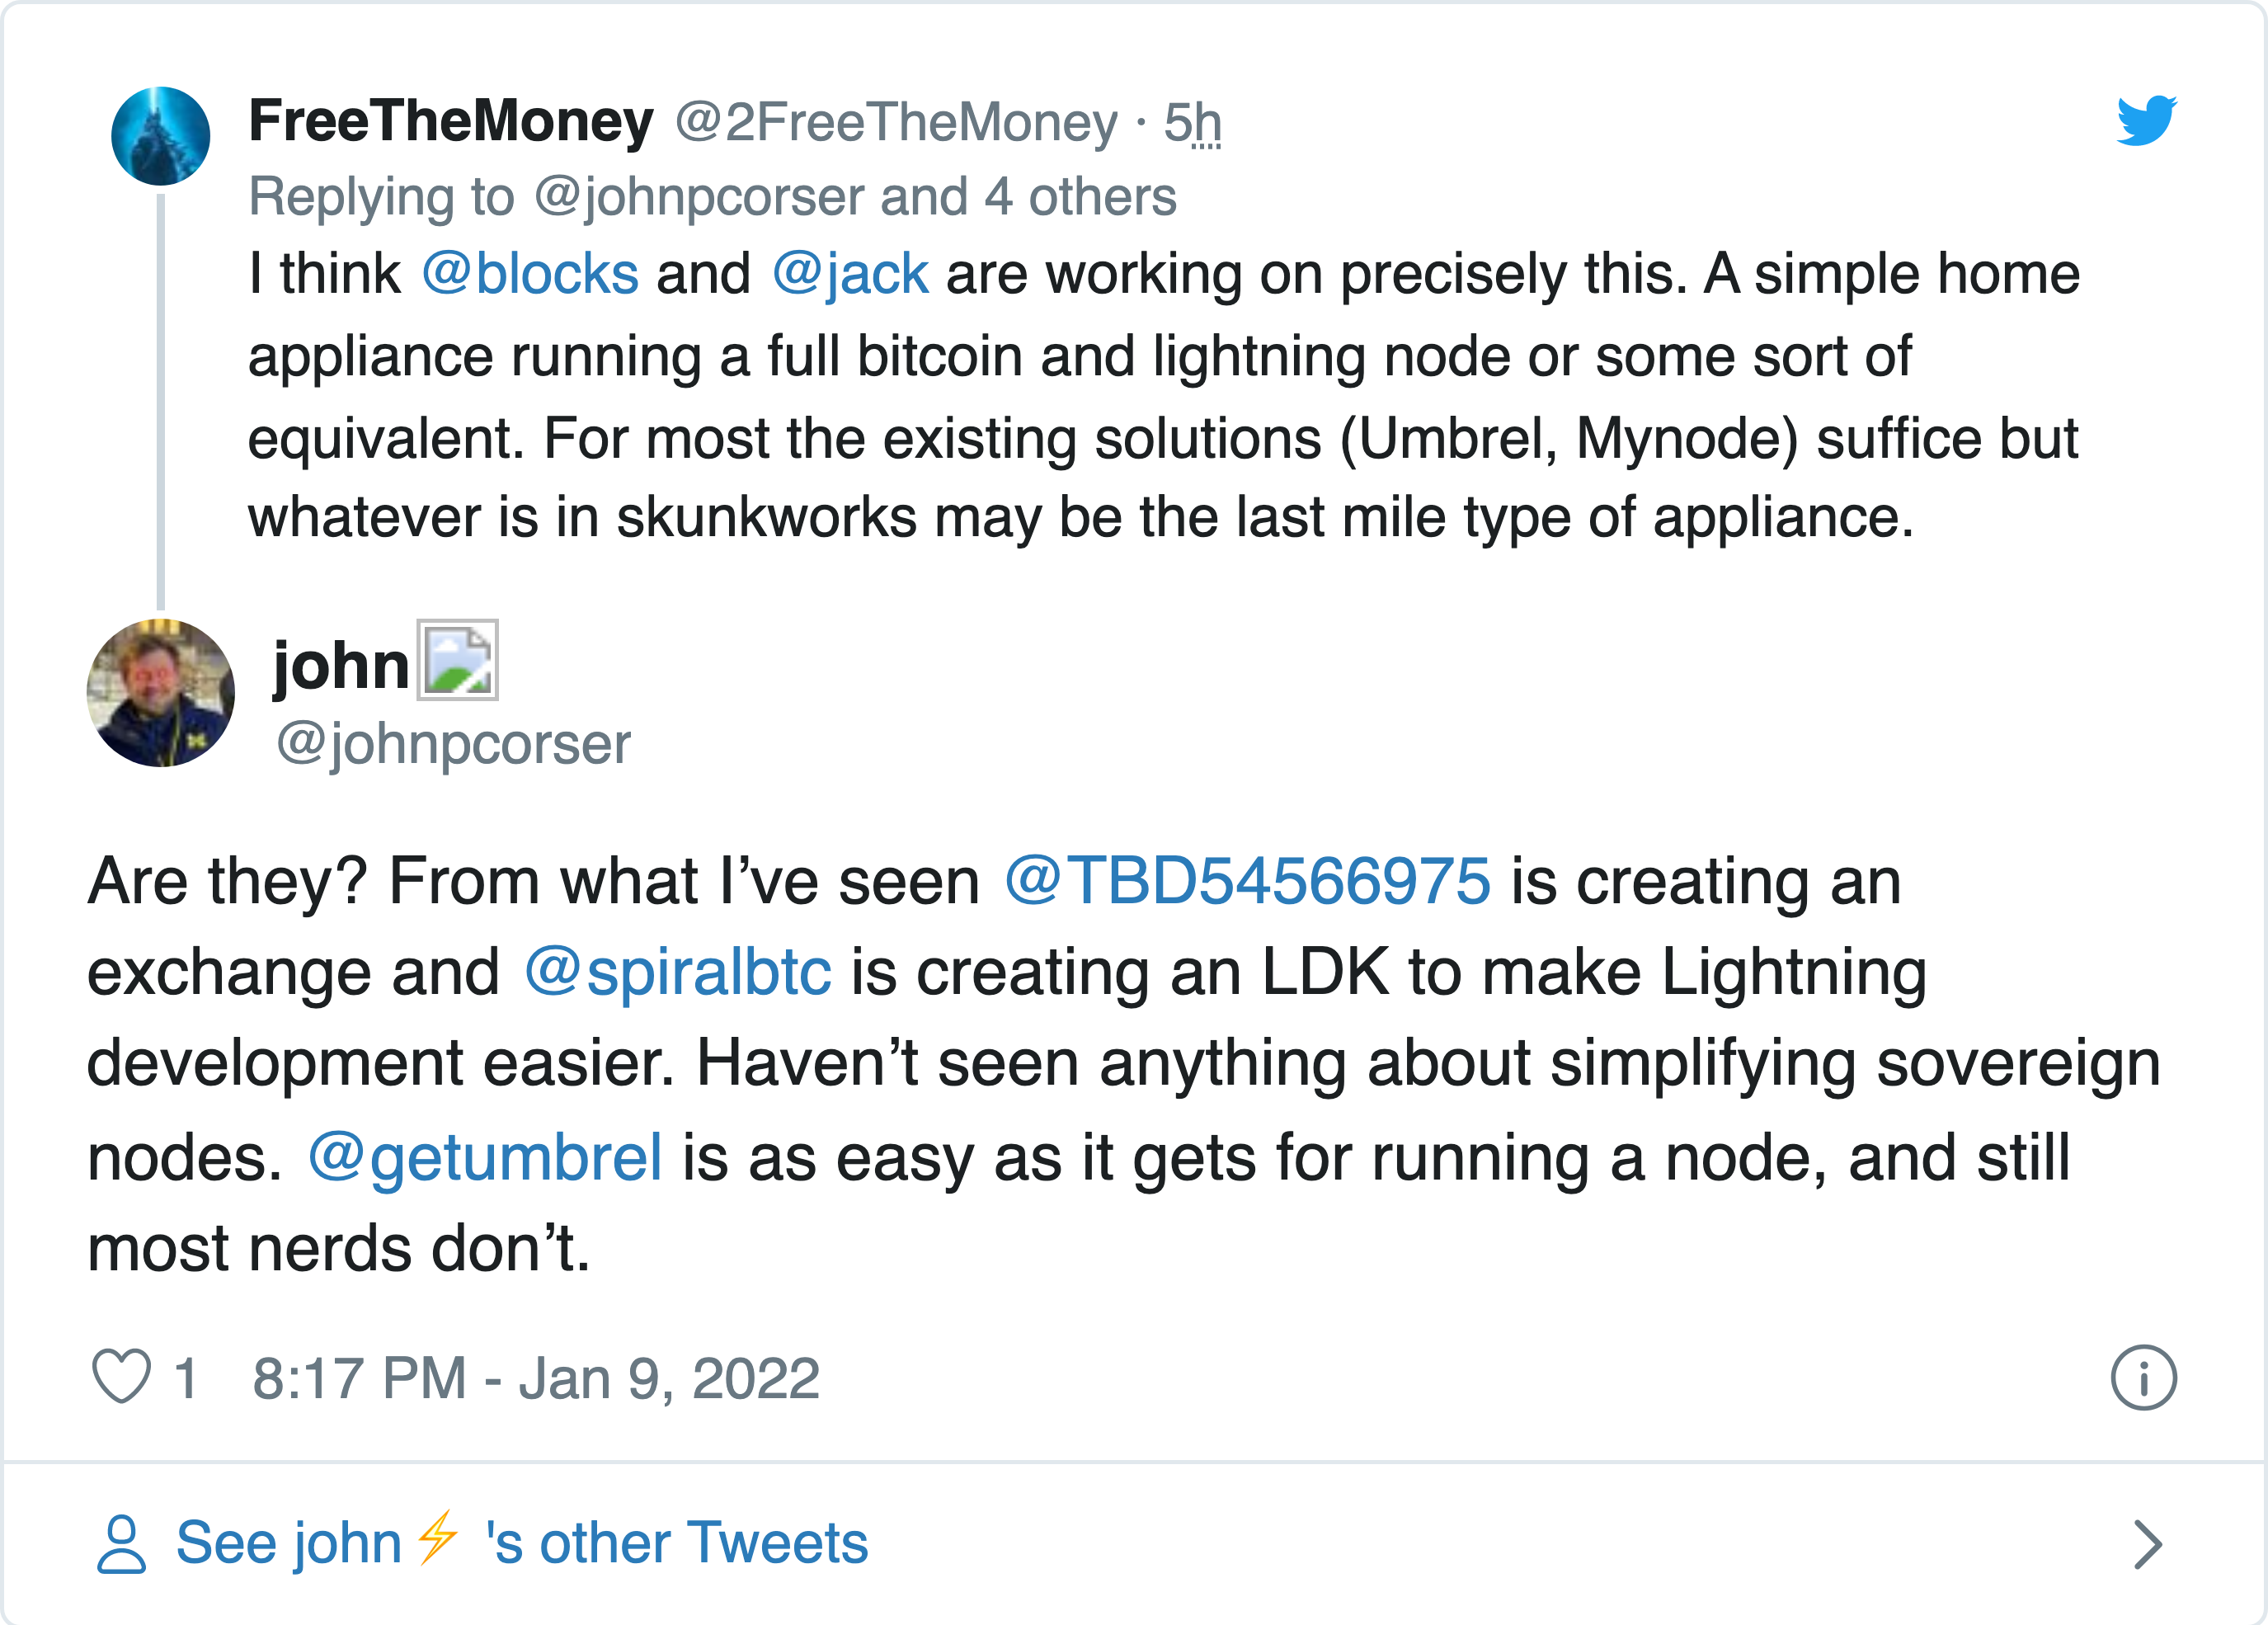 FreeTheMoney @2FreeTheMoney · 5h
Replying to @johnpcorser and 4 others
I think @blocks and @jack are working on precisely this. A simple home
appliance running a full bitcoin and lightning node or some sort of
equivalent. For most the existing solutions (Umbrel, Mynode) suffice but
whatever is in skunkworks may be the last mile type of appliance.
john
@johnpcorser
Are they? From what I’ve seen @TBD54566975 is creating an
exchange and @spiralbtc is creating an LDK to make Lightning
development easier. Haven’t seen anything about simplifying sovereign
nodes. @getumbrel is as easy as it gets for running a node, and still
most nerds don’t.
1 8:17 PM - Jan 9, 2022
See john⚡ 's other Tweets